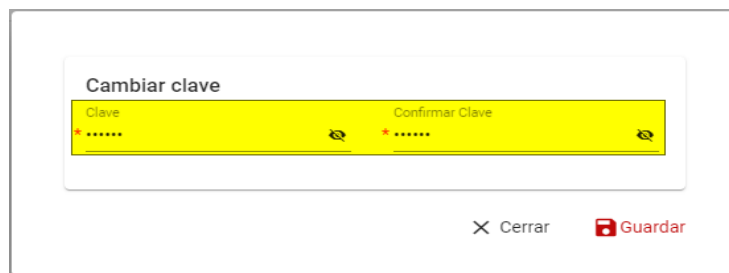 Cambiar clave
Clave Confirmar Clave
* •••••• * ••••••
Cerrar Guardar